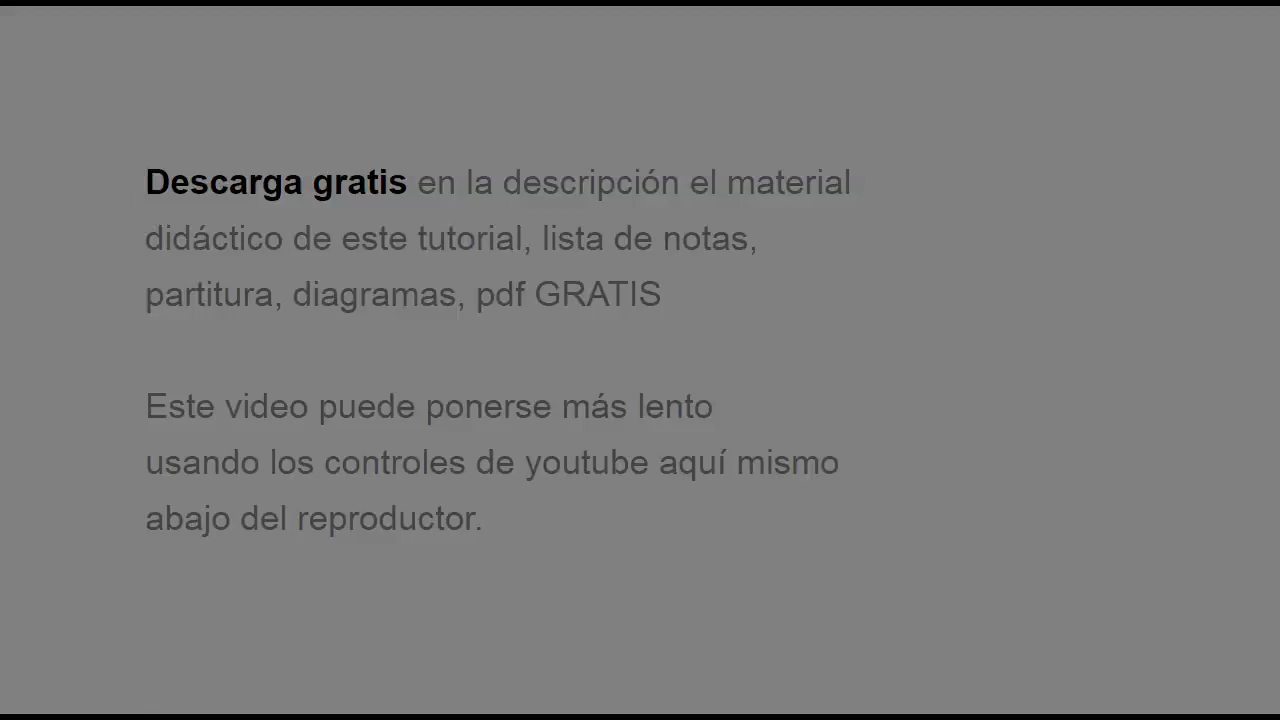 Descarga gratis en la descripción el material
didáctico de este tutorial, lista de notas,
partitura, diagramas, pdf GRATIS
Este video puede ponerse más lento
usando los controles de youtube aquí mismo
abajo del reproductor.